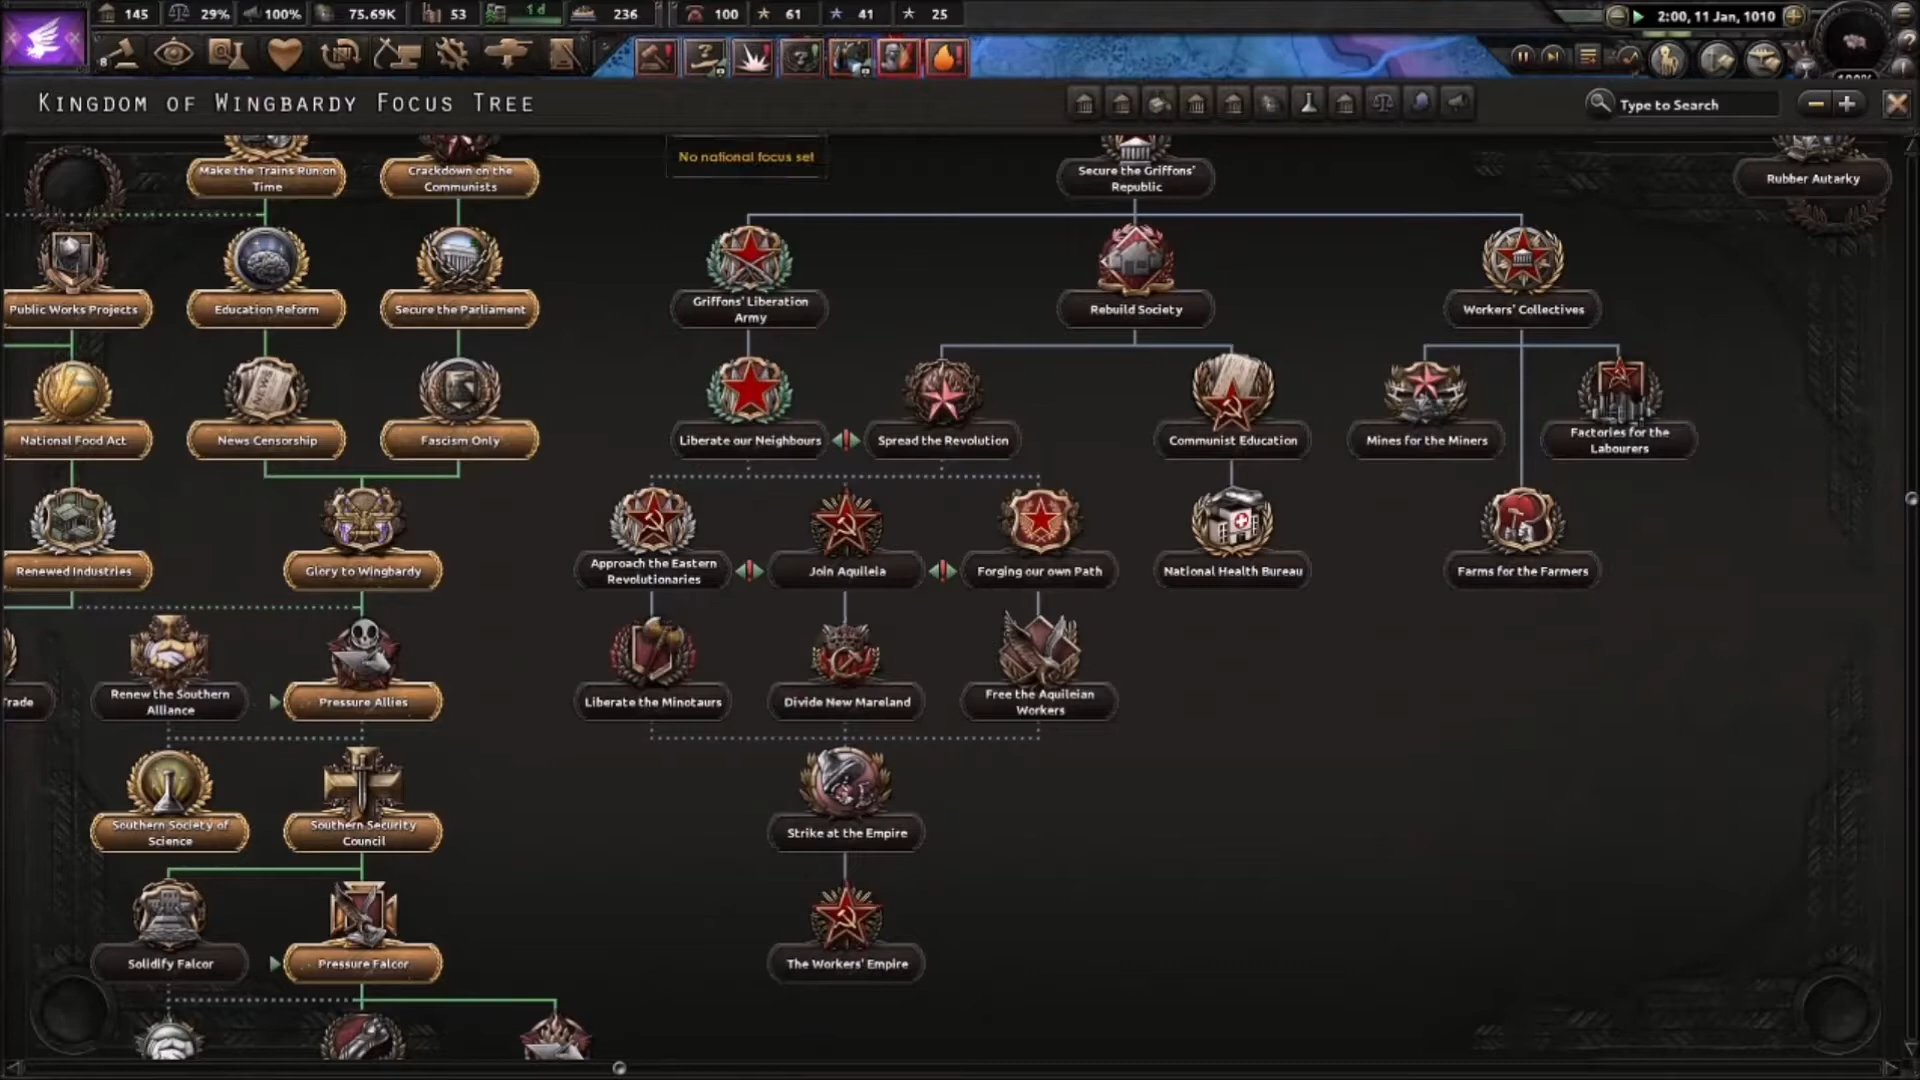 145 29% 100% 75.69K 53 1d 236 100 61 41 25 2:00, 11 Jan, 1010
8
100%
KINGDOM OF WINGBARDY FOCUS TREE
Type to Search
No national focus set
Make the Trains Run on
Time
Crackdown on the
Communists
Secure the Griffons'
Republic
Rubber Autarky
Public Works Projects
Education Reform
Secure the Parliament
Griffons' Liberation
Army
Rebuild Society
Workers' Collectives
NEWS
National Food Act
News Censorship
Fascism Only
Liberate our Neighbours
Spread the Revolution
Communist Education
Mines for the Miners
Factories for the
Labourers
Renewed Industries
Glory to Wingbardy
Approach the Eastern
Revolutionaries
Join Aquileia
Forging our own Path
National Health Bureau
Farms for the Farmers
Trade
Renew the Southern
Alliance
Pressure Allies
Liberate the Minotaurs
Divide New Mareland
Free the Aquileian
Workers
Southern Society of
Science
Southern Security
Council
Strike at the Empire
Solidify Falcor
Pressure Falcor
The Workers' Empire